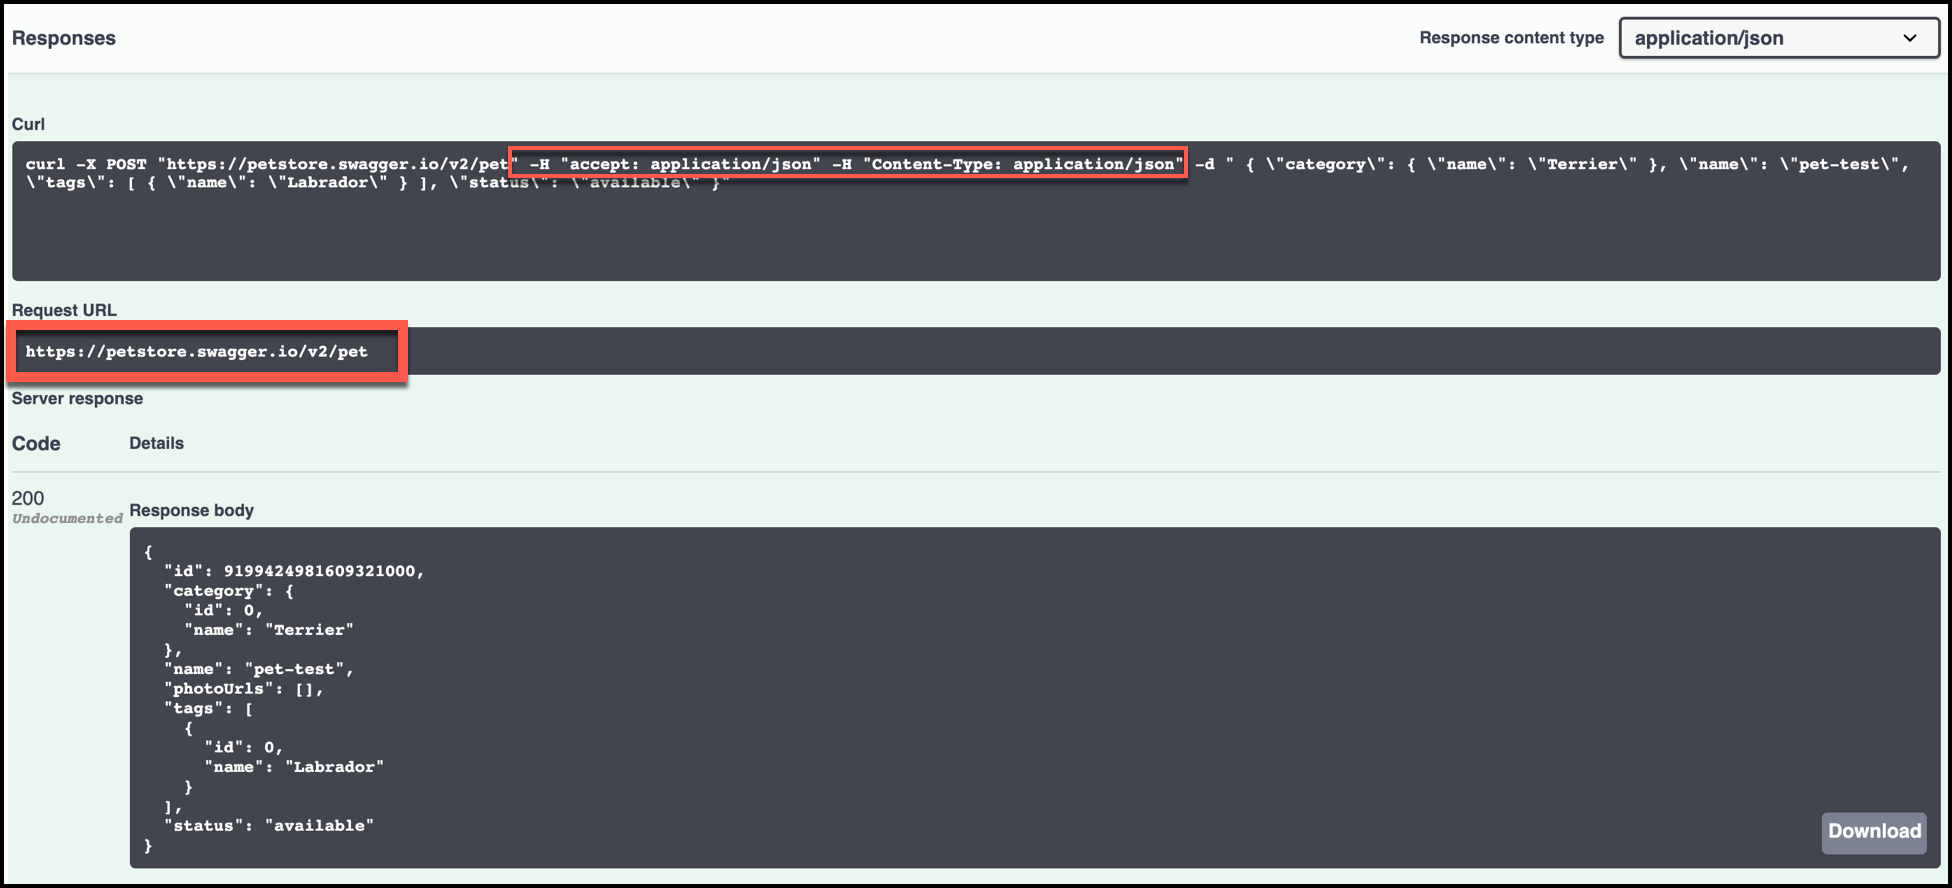 Responses
Response content type
application/json
Curl
curl -X POST "https://petstore.swagger.io/v2/pet" -H "accept: application/json" -H "Content-Type: application/json" -d " { \"category\": { \"name\": \"Terrier\" }, \"name\": \"pet-test\",
\"tags\": [ { \"name\": \"Labrador\" } ], \"status\": \"available\" }"
Request URL
https://petstore.swagger.io/v2/pet
Server response
Code
Details
200
Undocumented
Response body
{
"id": 9199424981609321000,
"category": {
"id": 0,
"name": "Terrier"
},
"name": "pet-test",
"photoUrls": [],
"tags": [
{
"id": 0,
"name": "Labrador"
}
],
"status": "available"
}
Download